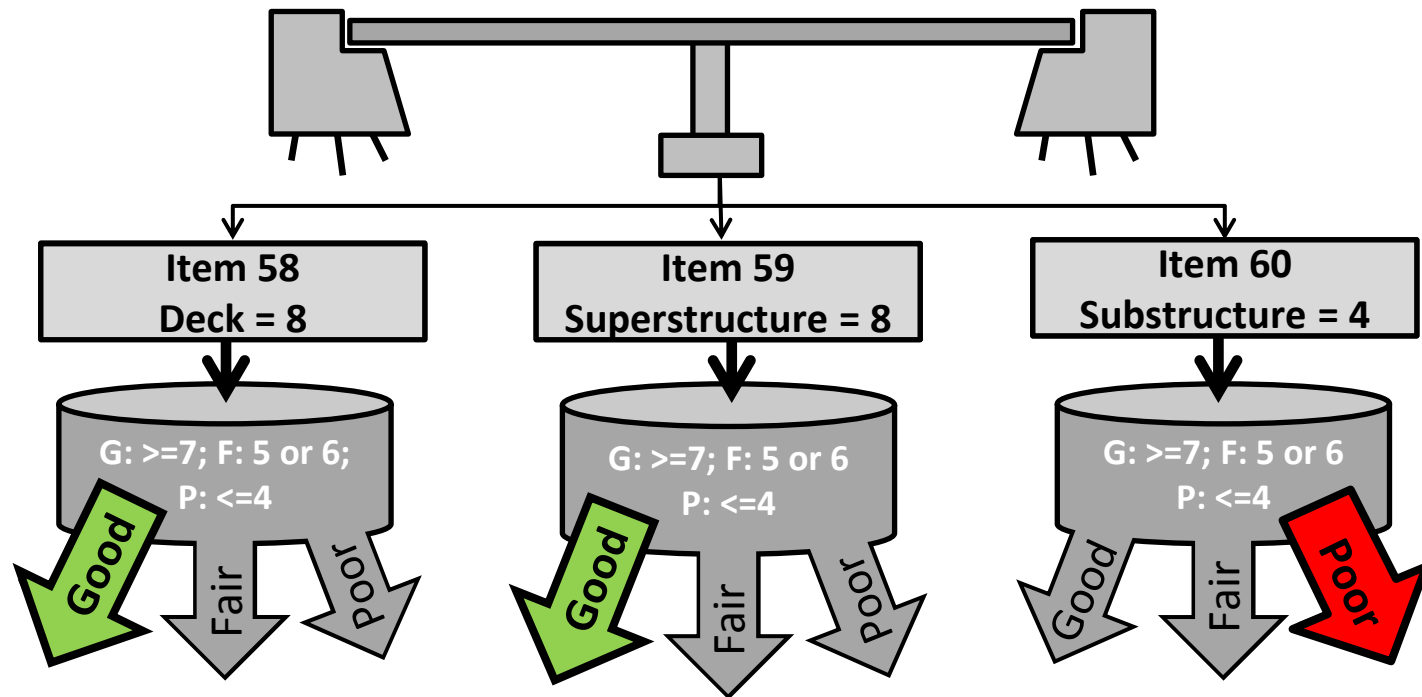 Item 58
Deck = 8
Item 59
Superstructure = 8
Item 60
Substructure = 4
G: >=7; F: 5 or 6;
P: <=4
G: >=7; F: 5 or 6
P: <=4
G: >=7; F: 5 or 6
P: <=4
Good
Fair
Poor
Good
Fair
Poor
Good
Fair
Poor